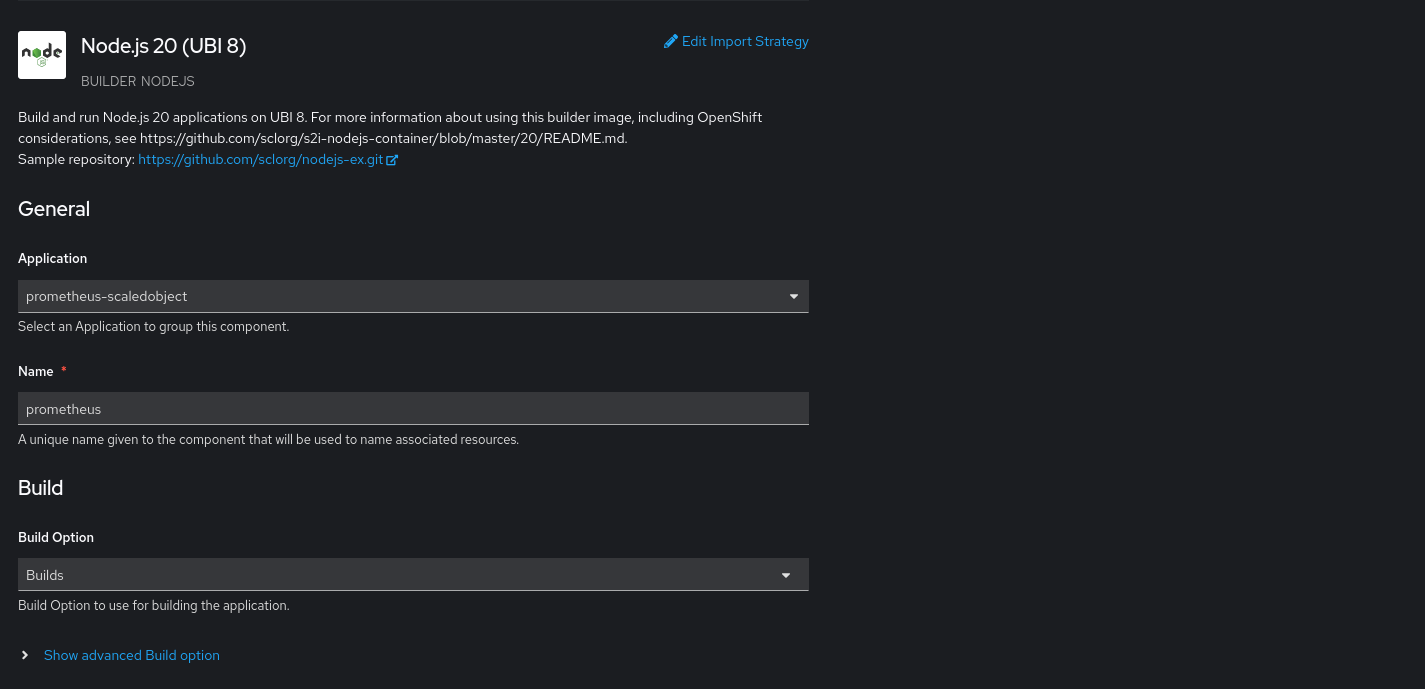 node
JS
Node.js 20 (UBI 8)
Edit Import Strategy
BUILDER NODEJS
Build and run Node.js 20 applications on UBI 8. For more information about using this builder image, including OpenShift
considerations, see https://github.com/sclorg/s2i-nodejs-container/blob/master/20/README.md.
Sample repository: https://github.com/sclorg/nodejs-ex.git
General
Application
prometheus-scaledobject
Select an Application to group this component.
Name *
prometheus
A unique name given to the component that will be used to name associated resources.
Build
Build Option
Builds
Build Option to use for building the application.
Show advanced Build option